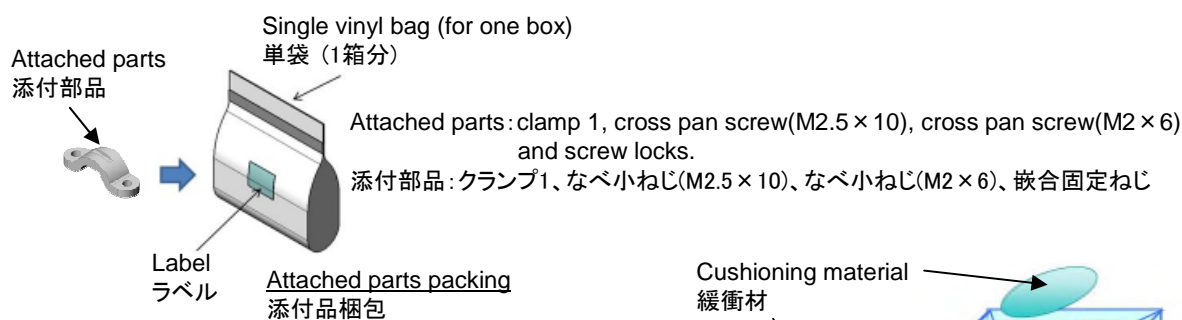 Single vinyl bag (for one box)
単袋 (1箱分)
Attached parts
添付部品
Attached parts:clamp 1, cross pan screw(M2.5×10), cross pan screw(M2×6)
and screw locks.
添付部品:クランプ1、なべ小ねじ(M2.5×10)、なべ小ねじ(M2×6)、嵌合固定ねじ
Label
ラベル
Attached parts packing
添付品梱包
Cushioning material
緩衝材